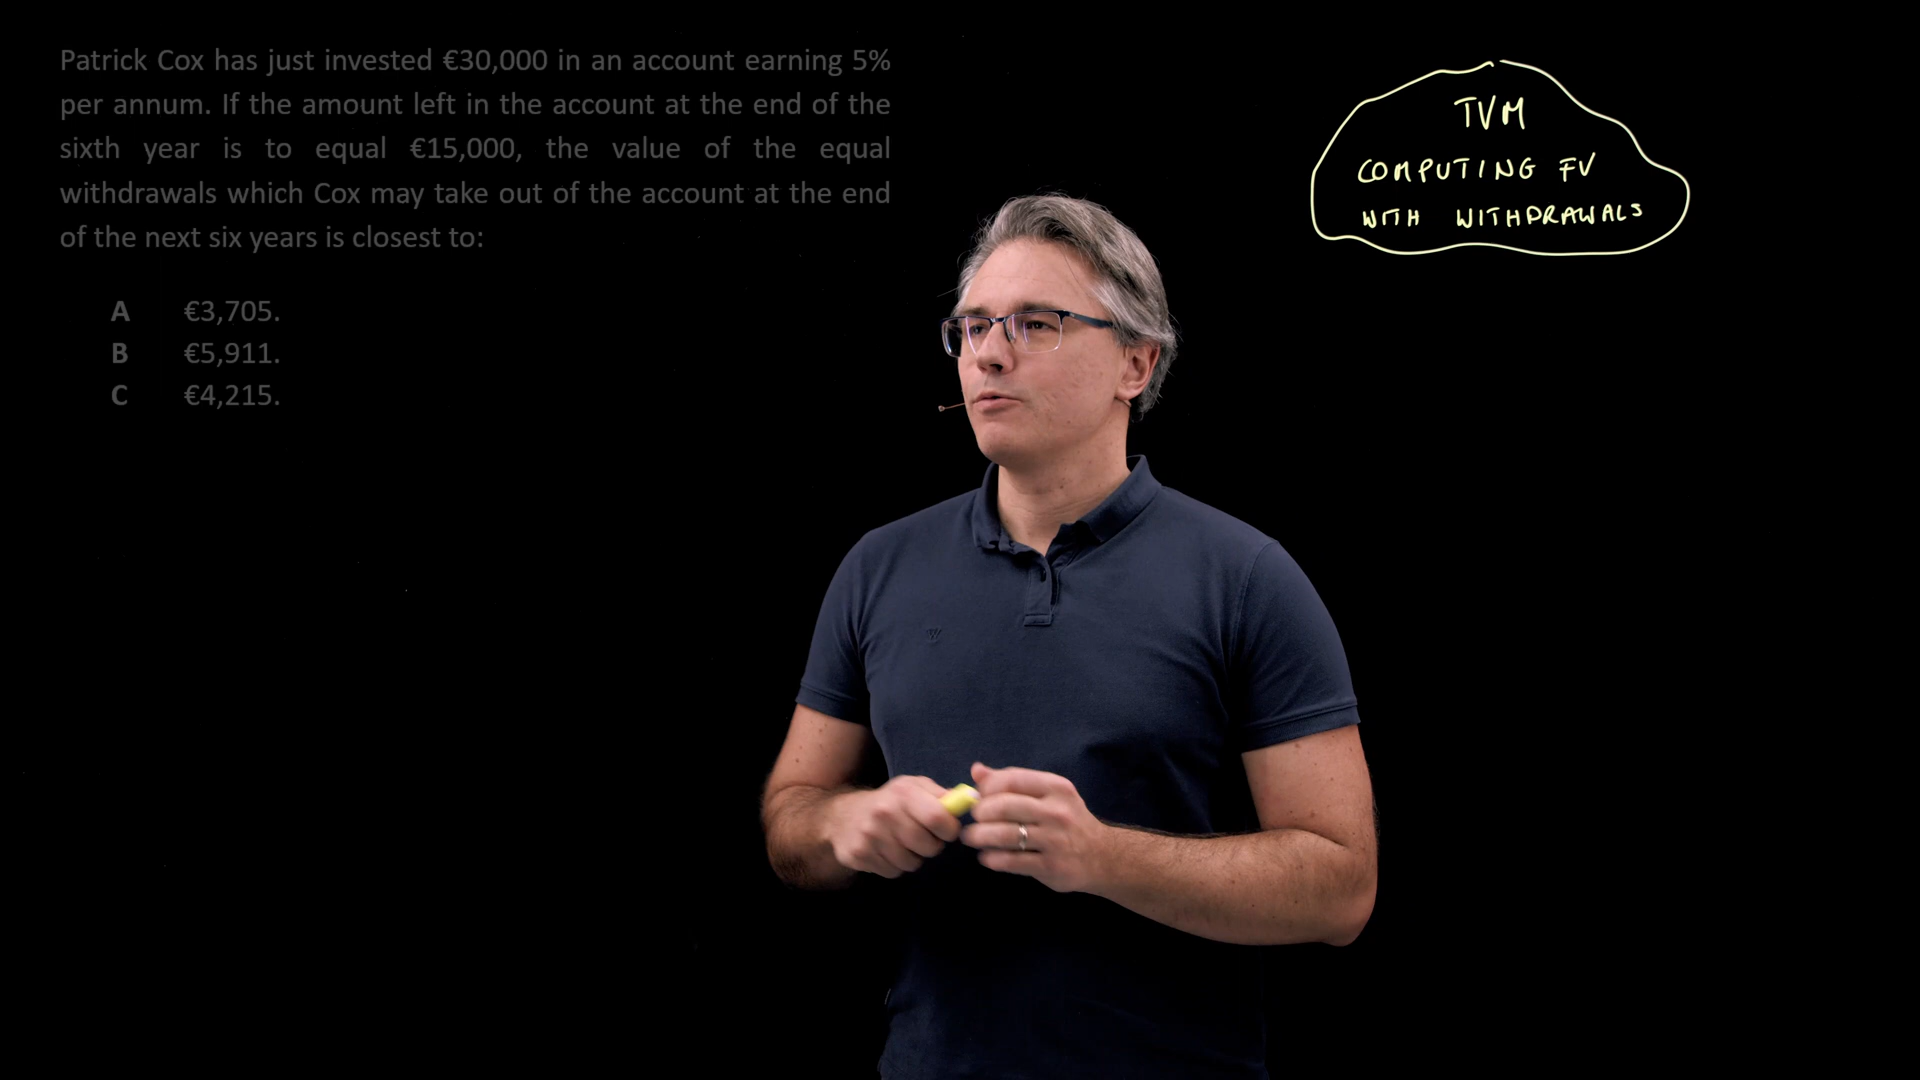 Patrick Cox has just invested €30,000 in an account earning 5%
per annum. If the amount left in the account at the end of the
sixth year is to equal €15,000, the value of the equal
withdrawals which Cox may take out of the account at the end
of the next six years is closest to:
A €3,705.
B €5,911.
C €4,215.
TVM
COMPUTING FV
WITH WITHDRAWALS